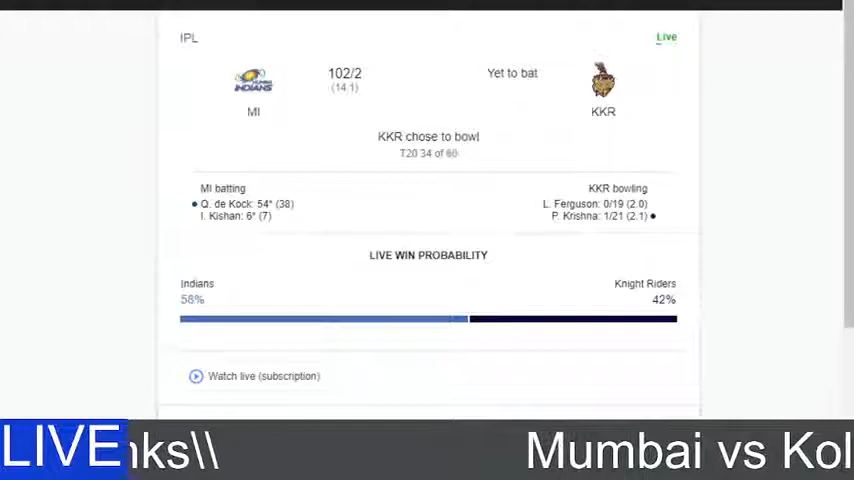 IPL
Live
102/2
Yet to bat
(14.1)
INDIANS
MI
KKR
KKR chose to bowl
T20 34 of 60
MI batting
KKR bowling
Q. de Kock: 54* (38)
L. Ferguson: 0/19 (2.0)
I. Kishan: 6* (7)
P. Krishna: 1/21 (2.1)
LIVE WIN PROBABILITY
Indians
Knight Riders
58%
42%
Watch live (subscription)
LIVE nks\\ Mumbai vs Kol